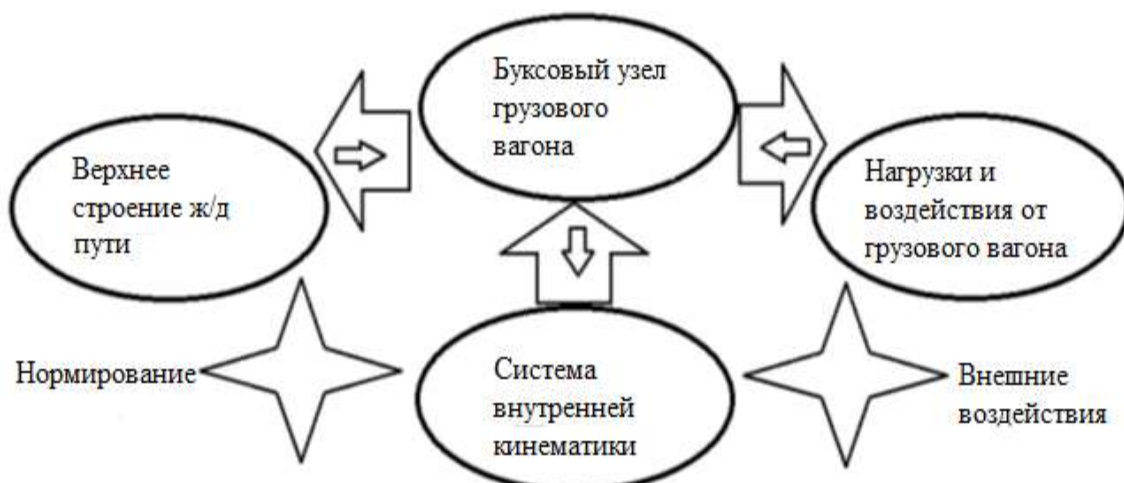 Буксовый узел
грузового
вагона
Верхнее
строение ж/д
пути
Нагрузки и
воздействия от
грузового вагона
Нормирование
Система
внутренней
кинематики
Внешние
воздействия